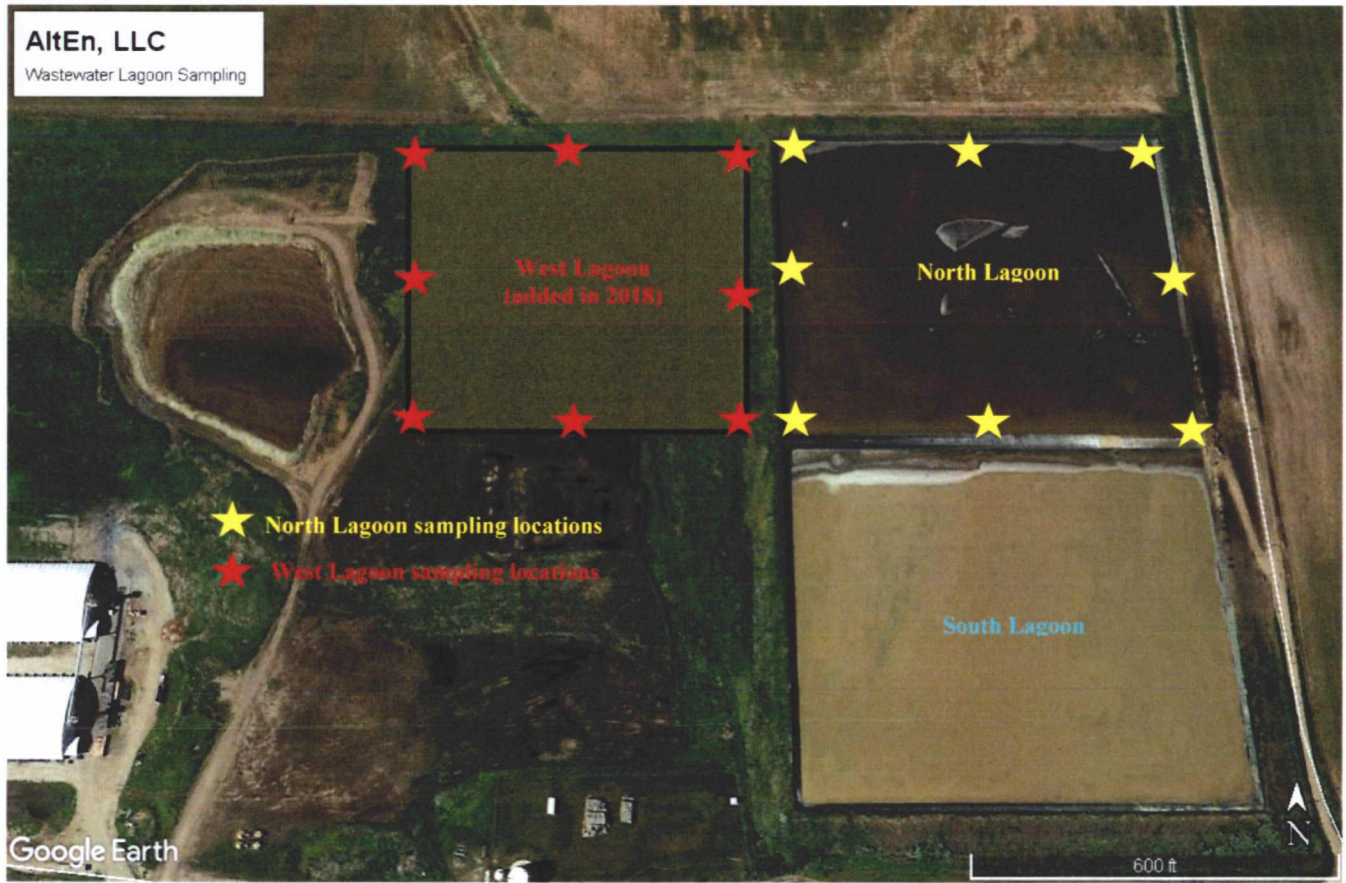 AltEn, LLC
Wastewater Lagoon Sampling
West Lagoon
(added in 2018)
North Lagoon
North Lagoon sampling locations
West Lagoon sampling locations
South Lagoon
N
Google Earth
600 ft